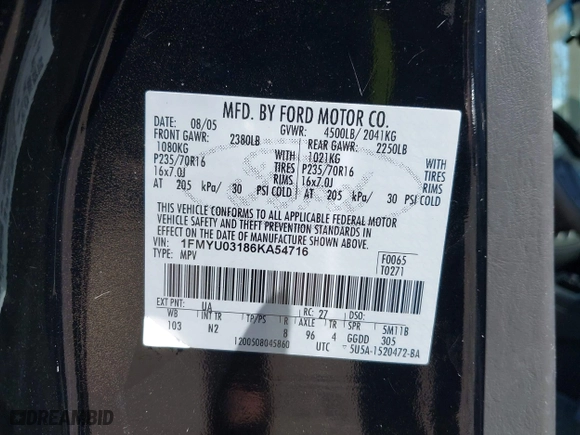 MFD. BY FORD MOTOR CO.
DATE: 08/05 GVWR: 4500LB/ 2041KG
FRONT GAWR: 2380LB REAR GAWR: 2250LB
1080KG WITH 1021KG WITH
P235/70R16 TIRES P235/70R16 TIRES
16x7.0J RIMS 16x7.0J RIMS
AT 205 kPa/ 30 PSI COLD AT 205 kPa/ 30 PSI COLD
THIS VEHICLE CONFORMS TO ALL APPLICABLE FEDERAL MOTOR
VEHICLE SAFETY AND THEFT PREVENTION STANDARDS IN
EFFECT ON THE DATE OF MANUFACTURE SHOWN ABOVE.
VIN: 1FMYU03186KA54716 F0065
TYPE: MPV T0271
EXT PNT: UA RC: 27 DSO:
WB INT TR TP/PS R AXLE TR SPR 5M11B
103 N2 8 96 4 GGDD 305
1200508045860 UTC 5U5A-1520472-BA
© DREAMBID